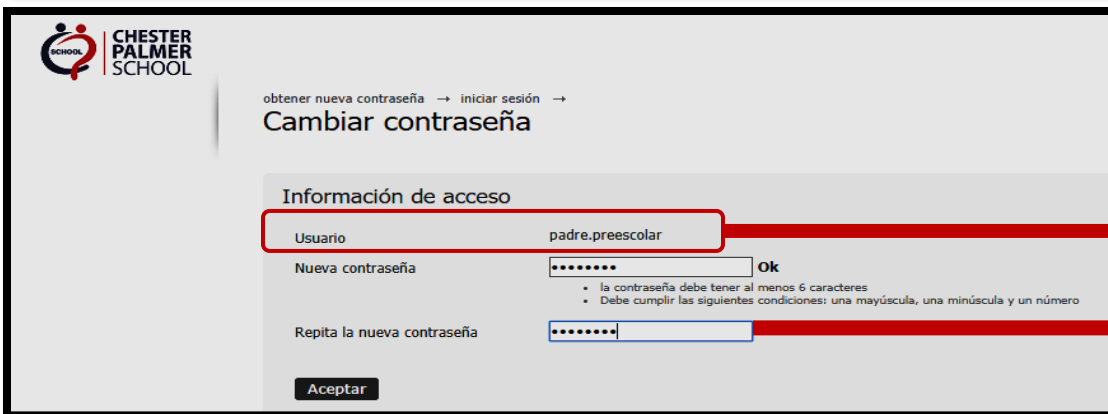 SCHOOL
CHESTER
PALMER
SCHOOL
obtener nueva contraseña → iniciar sesión →
Cambiar contraseña
Información de acceso
Usuario padre.preescolar
Nueva contraseña •••••••• Ok
• la contraseña debe tener al menos 6 caracteres
• Debe cumplir las siguientes condiciones: una mayúscula, una minúscula y un número
Repita la nueva contraseña ••••••••
Aceptar